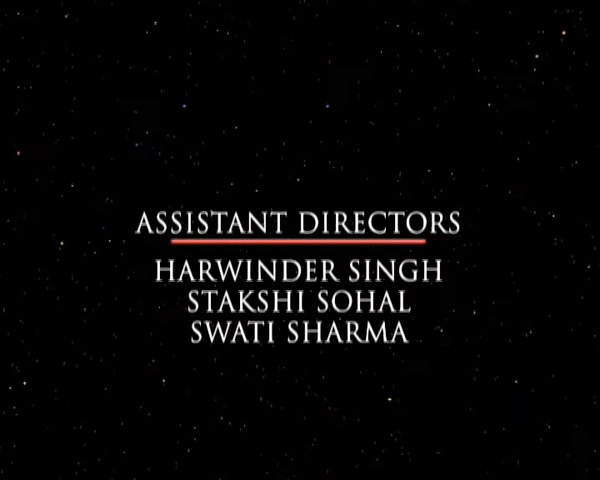 ASSISTANT DIRECTORS
HARWINDER SINGH
STAKSHI SOHAL
SWATI SHARMA